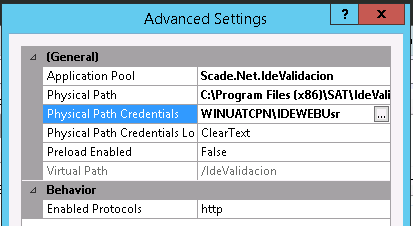 Advanced Settings
?
x
(General)
Application Pool Scade.Net.IdeValidacion
Physical Path C:\Program Files (x86)\SAT\IdeVali
Physical Path Credentials WINUATCPN\IDEWEBUsr ...
Physical Path Credentials Lo ClearText
Preload Enabled False
Virtual Path /IdeValidacion
Behavior
Enabled Protocols http